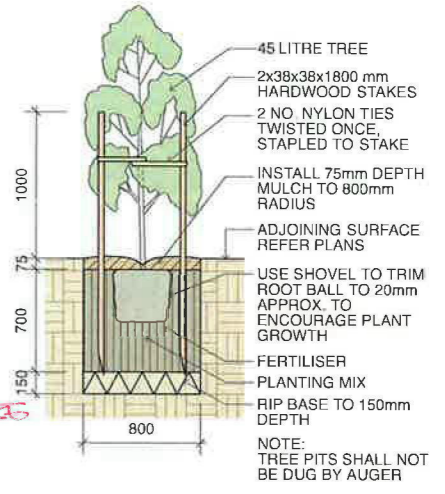 45 LITRE TREE
2x38x38x1800 mm
HARDWOOD STAKES
2 NO. NYLON TIES
TWISTED ONCE,
STAPLED TO STAKE
INSTALL 75mm DEPTH
MULCH TO 800mm
RADIUS
ADJOINING SURFACE
REFER PLANS
USE SHOVEL TO TRIM
ROOT BALL TO 20mm
APPROX. TO
ENCOURAGE PLANT
GROWTH
FERTILISER
PLANTING MIX
RIP BASE TO 150mm
DEPTH
NOTE:
TREE PITS SHALL NOT
BE DUG BY AUGER
1000
75
700
150
800